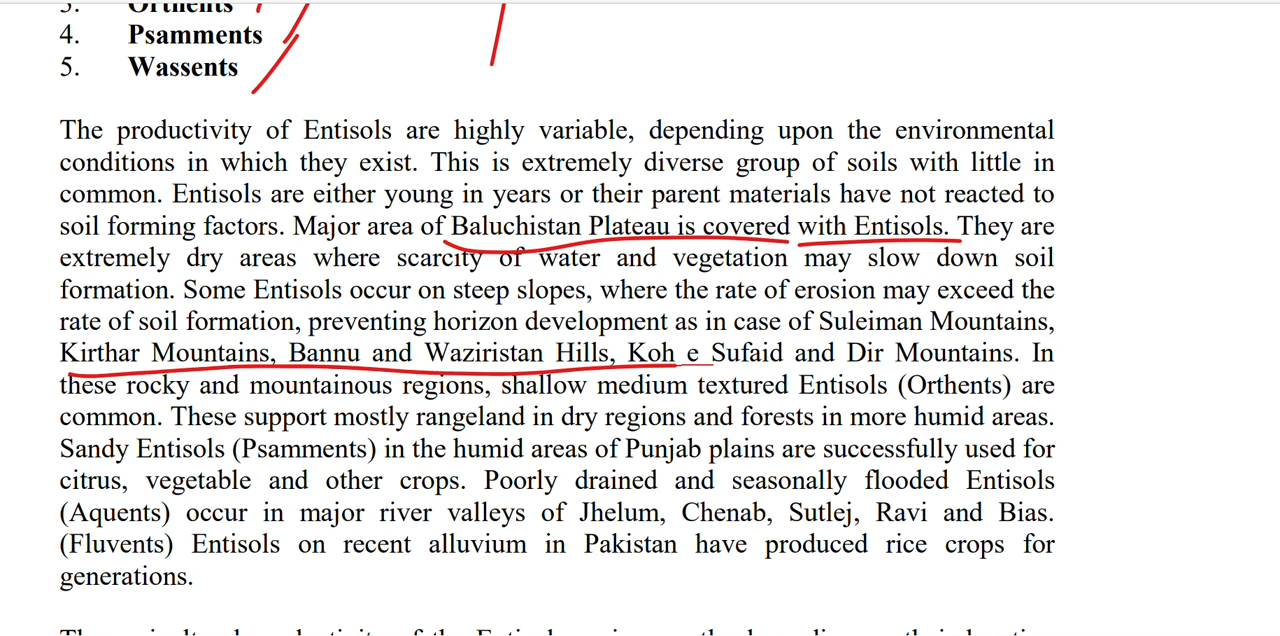 3. Orthents
4. Psamments
5. Wassents
The productivity of Entisols are highly variable, depending upon the environmental
conditions in which they exist. This is extremely diverse group of soils with little in
common. Entisols are either young in years or their parent materials have not reacted to
soil forming factors. Major area of Baluchistan Plateau is covered with Entisols. They are
extremely dry areas where scarcity of water and vegetation may slow down soil
formation. Some Entisols occur on steep slopes, where the rate of erosion may exceed the
rate of soil formation, preventing horizon development as in case of Suleiman Mountains,
Kirthar Mountains, Bannu and Waziristan Hills, Koh e Sufaid and Dir Mountains. In
these rocky and mountainous regions, shallow medium textured Entisols (Orthents) are
common. These support mostly rangeland in dry regions and forests in more humid areas.
Sandy Entisols (Psamments) in the humid areas of Punjab plains are successfully used for
citrus, vegetable and other crops. Poorly drained and seasonally flooded Entisols
(Aquents) occur in major river valleys of Jhelum, Chenab, Sutlej, Ravi and Bias.
(Fluvents) Entisols on recent alluvium in Pakistan have produced rice crops for
generations.